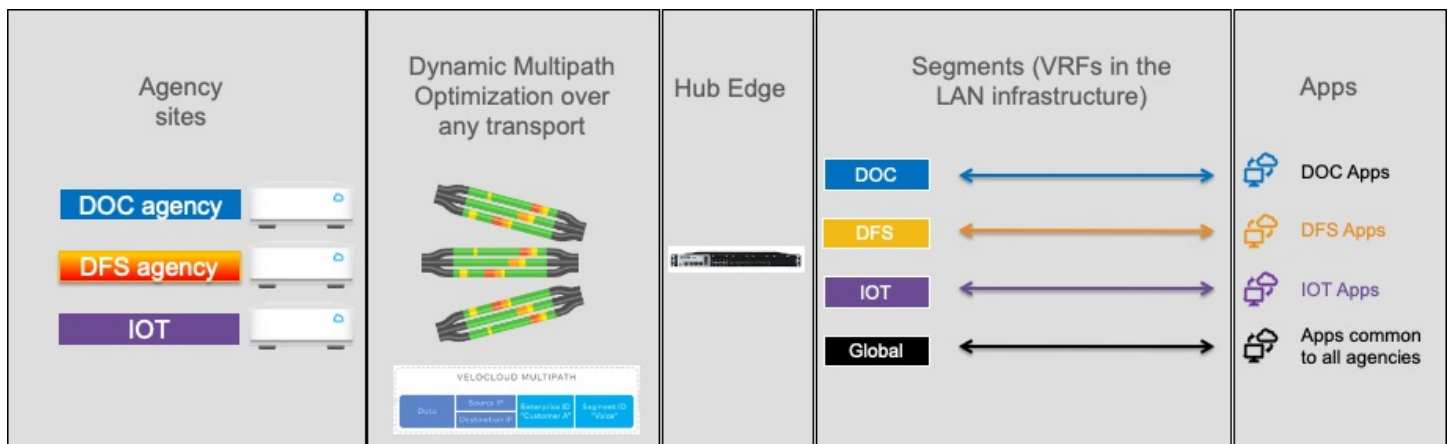 Agency
sites
Dynamic Multipath
Optimization over
any transport
Hub Edge
Segments (VRFs in the
LAN infrastructure)
Apps
DOC agency
DFS agency
IOT
VELOCLOUD MULTIPATH
Data
Source IP
Destination IP
Enterprise ID
"Customer A"
Segment ID
"Voice"
DOC
DOC Apps
DFS
DFS Apps
IOT
IOT Apps
Global
Apps common
to all agencies